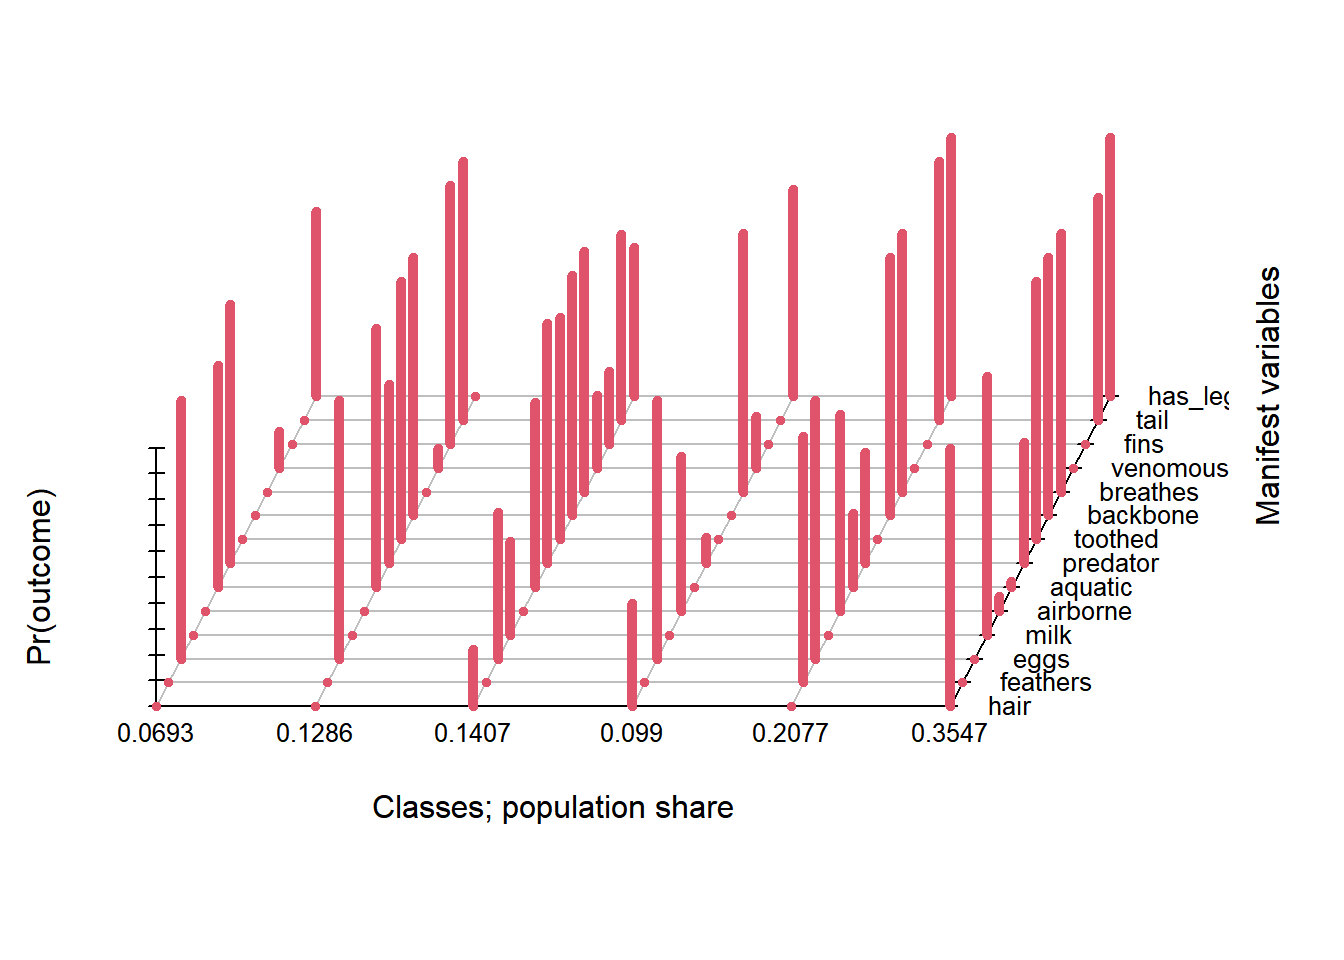 Pr(outcome)
has_leg
tail
fins
venomous
breathes
backbone
toothed
predator
aquatic
airborne
milk
eggs
feathers
hair
Manifest variables
0.0693 0.1286 0.1407 0.099 0.2077 0.3547
Classes; population share